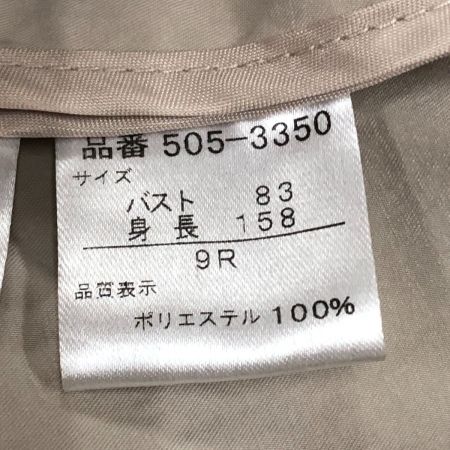 品番 505-3350
サイズ
バスト 83
身長 158
9R
品質表示
ポリエステル 100%